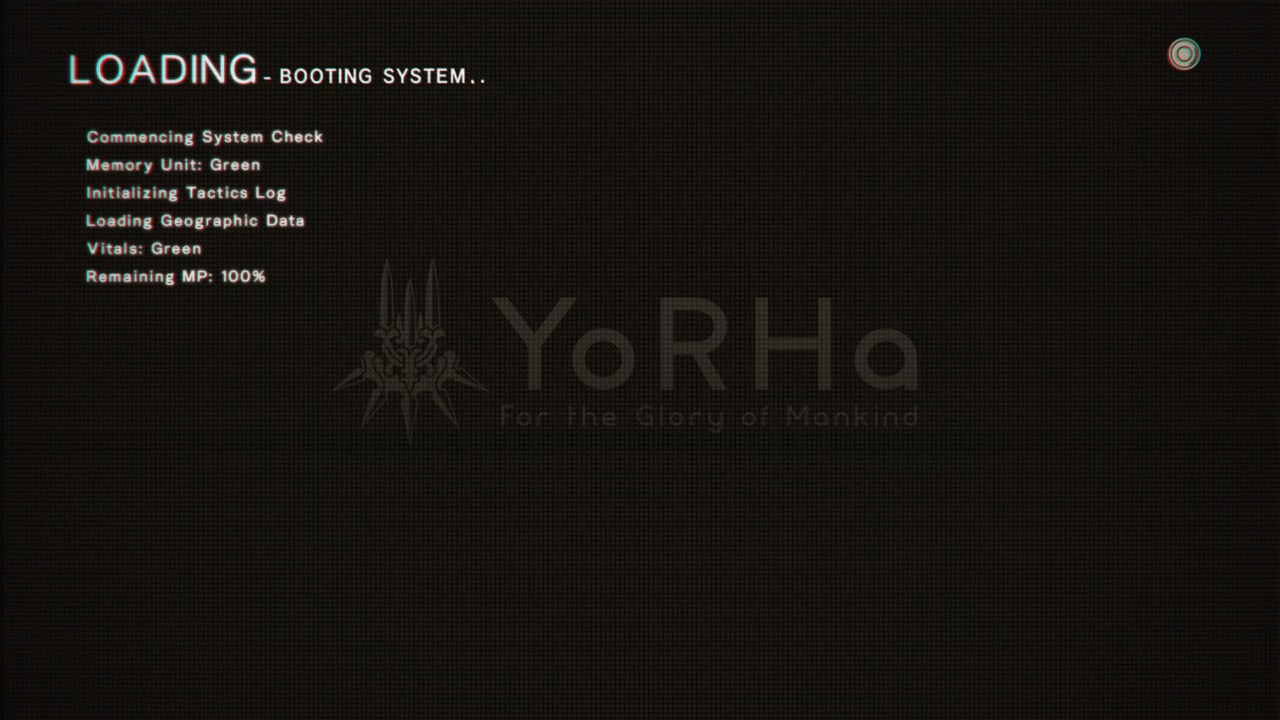 LOADING - BOOTING SYSTEM..
Commencing System Check
Memory Unit: Green
Initializing Tactics Log
Loading Geographic Data
Vitals: Green
Remaining MP: 100%
YoRHa
For the Glory of Mankind